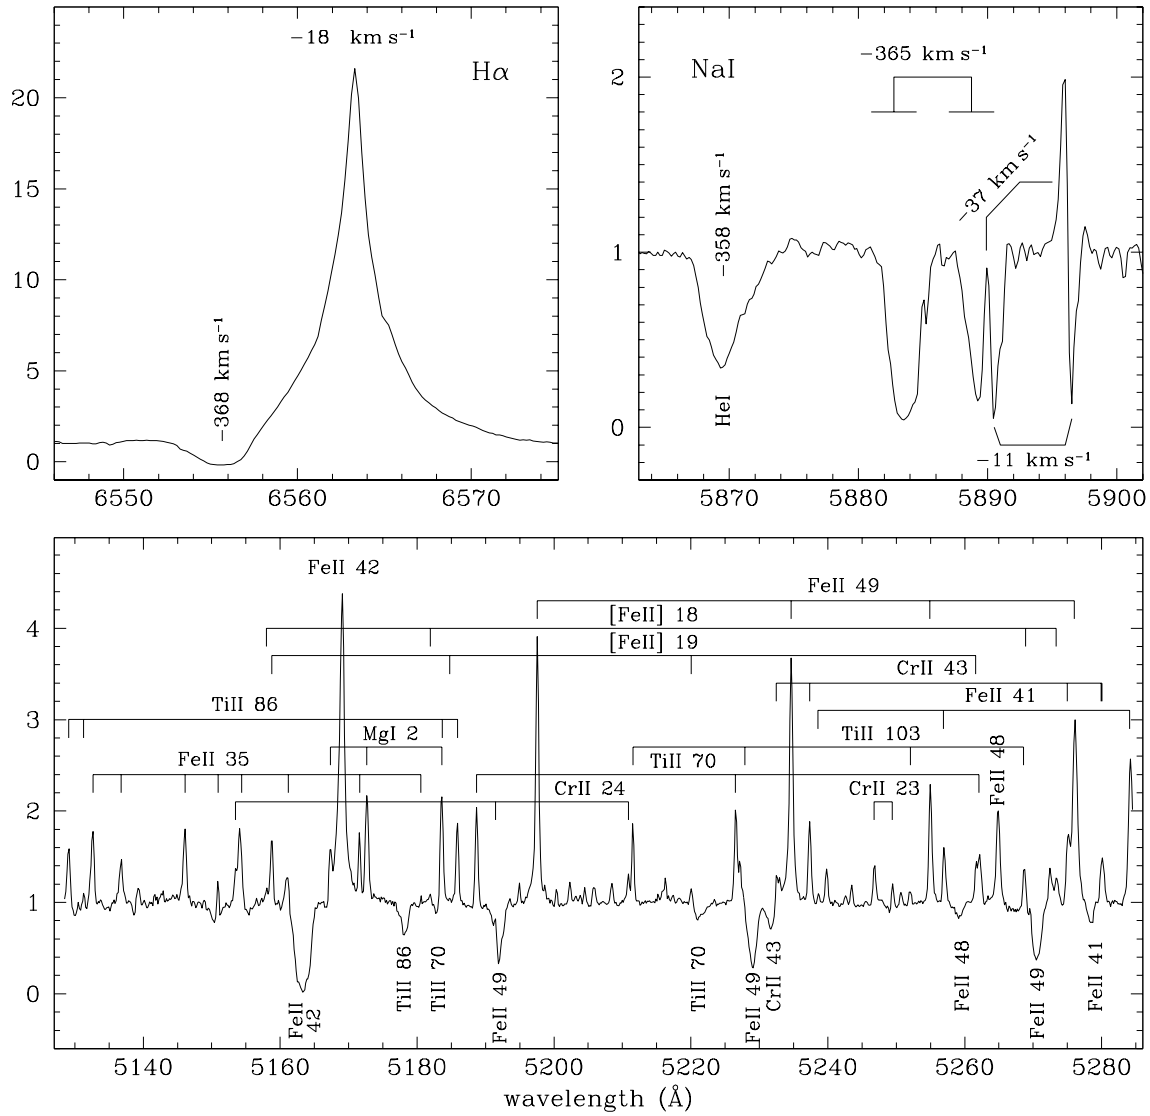 −18 km s−1
Hα
−368 km s−1
20
15
10
5
0
6550
6560
6570
NaI
−365 km s−1
−37 km s−1
−358 km s−1
HeI
−11 km s−1
2
1
0
5870
5880
5890
5900
FeII 42
FeII 49
[FeII] 18
[FeII] 19
CrII 43
FeII 41
TiII 86
MgI 2
TiII 103
FeII 48
FeII 35
TiII 70
CrII 24
CrII 23
4
3
2
1
0
FeII
42
TiII 86
TiII 70
FeII 49
TiII 70
FeII 49
CrII 43
FeII 48
FeII 49
FeII 41
5140
5160
5180
5200
5220
5240
5260
5280
wavelength (Å)